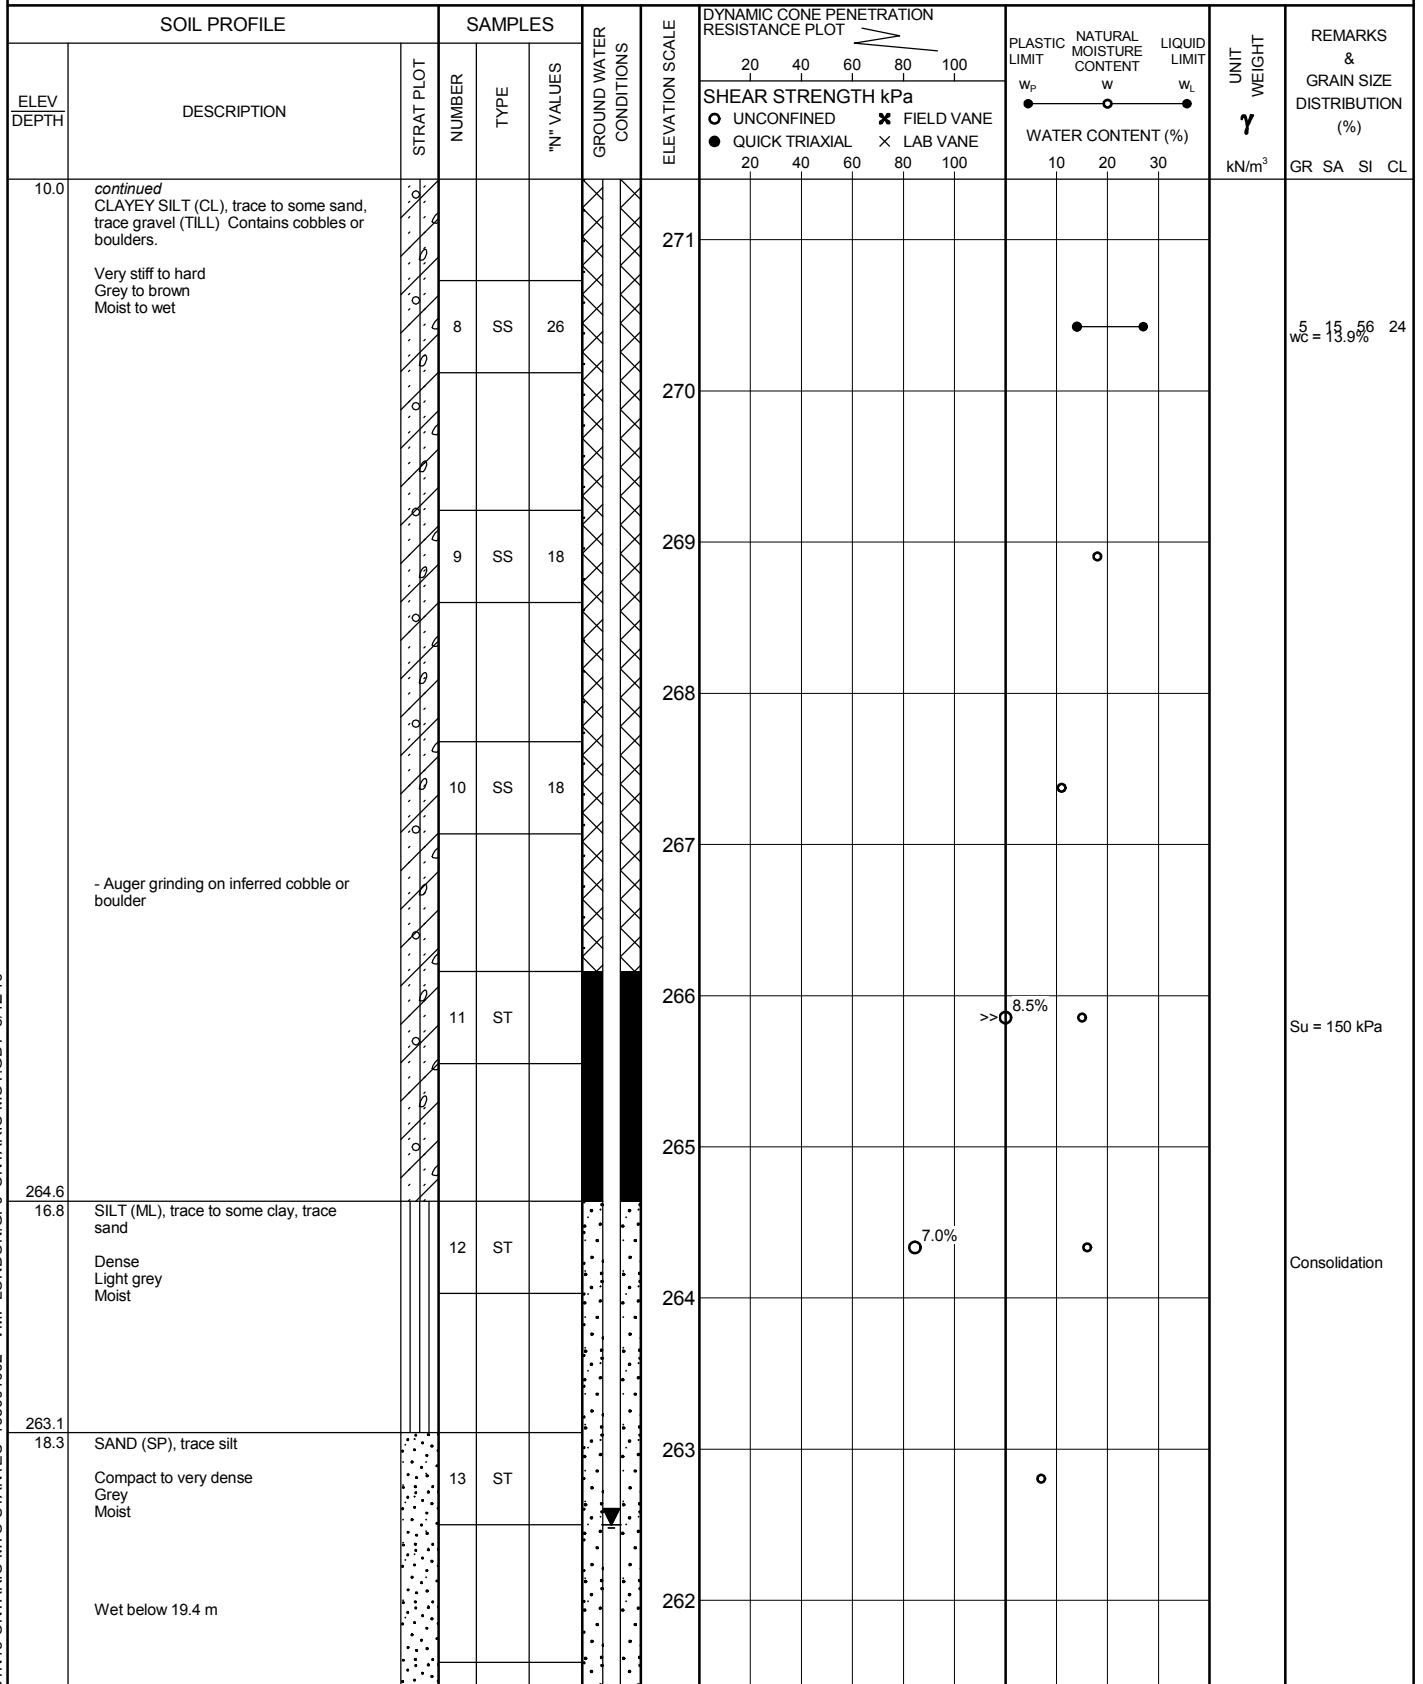 SOIL PROFILE
SAMPLES
GROUND WATER CONDITIONS
ELEVATION SCALE
DYNAMIC CONE PENETRATION
RESISTANCE PLOT
20 40 60 80 100
SHEAR STRENGTH kPa
UNCONFINED FIELD VANE
QUICK TRIAXIAL LAB VANE
20 40 60 80 100
PLASTIC LIMIT
NATURAL MOISTURE CONTENT
LIQUID LIMIT
wP w wL
WATER CONTENT (%)
10 20 30
UNIT WEIGHT
γ
kN/m³
REMARKS
&
GRAIN SIZE
DISTRIBUTION
(%)
GR SA SI CL
ELEV
DEPTH
DESCRIPTION
STRAT PLOT
NUMBER
TYPE
"N" VALUES
10.0
continued
CLAYEY SILT (CL), trace to some sand,
trace gravel (TILL) Contains cobbles or
boulders.
271
Very stiff to hard
Grey to brown
Moist to wet
8 SS 26
5 15 56 24
wc = 13.9%
270
9 SS 18
269
268
10 SS 18
267
- Auger grinding on inferred cobble or
boulder
266
11 ST
>>
8.5%
Su = 150 kPa
265
264.6
16.8
SILT (ML), trace to some clay, trace
sand
12 ST
7.0%
Dense
Light grey
Moist
Consolidation
264
263.1
18.3
SAND (SP), trace silt
263
Compact to very dense
Grey
Moist
13 ST
262
Wet below 19.4 m